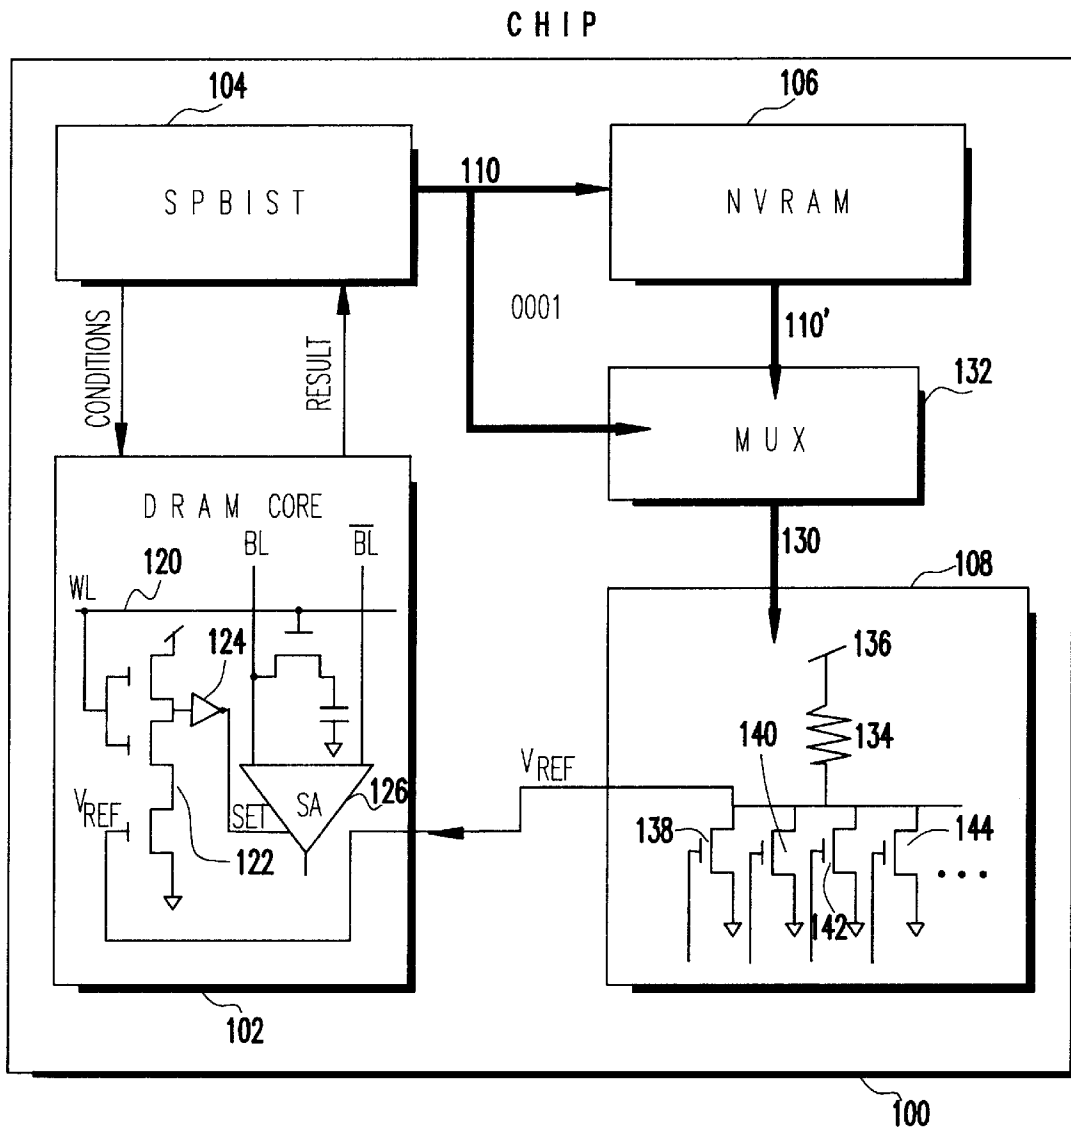 CHIP
104
106
SPBIST
110
NVRAM
0001
110'
CONDITIONS
RESULT
132
MUX
DRAM CORE
130
BL
BL
108
WL
120
124
136
134
140
VREF
SA
126
SET
VREF
138
144
122
142
...
102
100